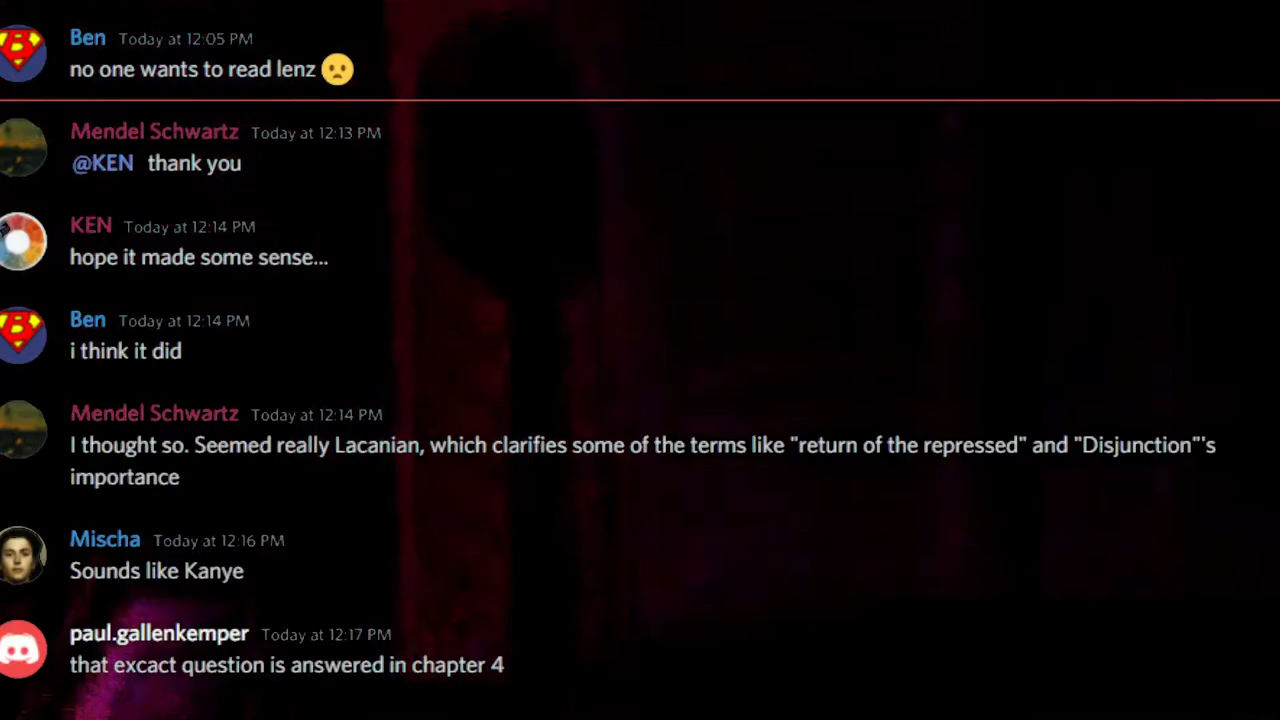 Ben Today at 12:05 PM
no one wants to read lenz
Mendel Schwartz Today at 12:13 PM
@KEN thank you
KEN Today at 12:14 PM
hope it made some sense...
Ben Today at 12:14 PM
i think it did
Mendel Schwartz Today at 12:14 PM
I thought so. Seemed really Lacanian, which clarifies some of the terms like "return of the repressed" and "Disjunction"'s
importance
Mischa Today at 12:16 PM
Sounds like Kanye
paul.gallenkemper Today at 12:17 PM
that excact question is answered in chapter 4